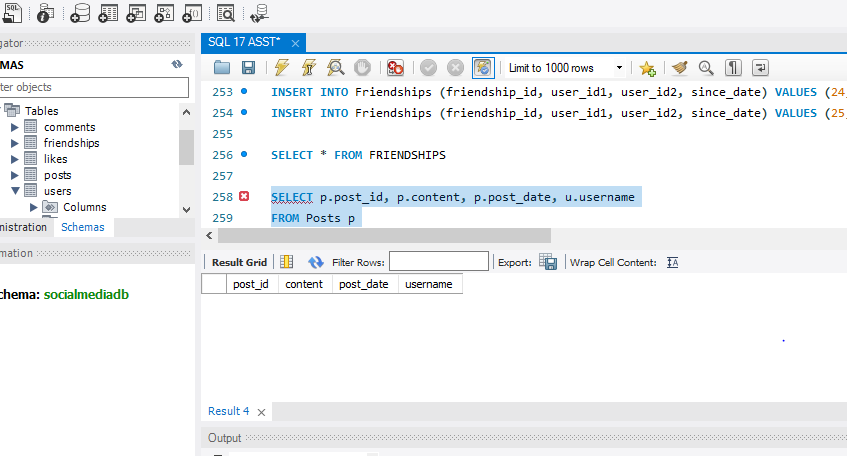 SQL
gator
MAS
ter objects
Tables
comments
friendships
likes
posts
users
Columns
ministration Schemas
mation
chema: socialmediadb
SQL 17 ASST*
Limit to 1000 rows
253 INSERT INTO Friendships (friendship_id, user_id1, user_id2, since_date) VALUES (24,
254 INSERT INTO Friendships (friendship_id, user_id1, user_id2, since_date) VALUES (25,
255
256 SELECT * FROM FRIENDSHIPS
257
258 SELECT p.post_id, p.content, p.post_date, u.username
259 FROM Posts p
Result Grid Filter Rows: Export: Wrap Cell Content:
post_id content post_date username
Result 4
Output